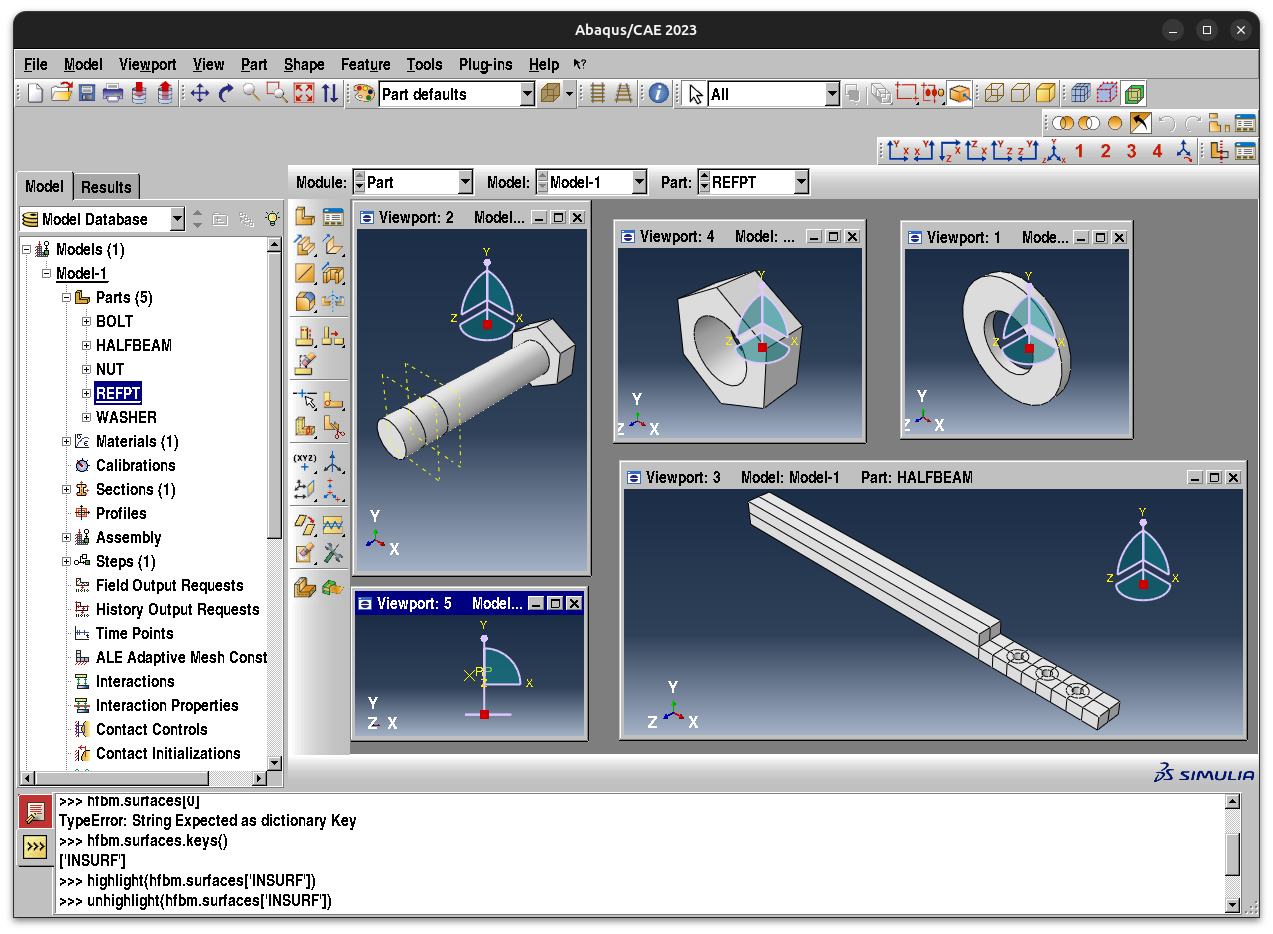 Abaqus/CAE 2023
File Model Viewport View Part Shape Feature Tools Plug-ins Help ?
Part defaults
All
1 2 3 4
Model Results
Module: Part Model: Model-1 Part: REFPT
Model Database
Models (1)
Model-1
Parts (5)
BOLT
HALFBEAM
NUT
REFPT
WASHER
Materials (1)
Calibrations
Sections (1)
Profiles
Assembly
Steps (1)
Field Output Requests
History Output Requests
Time Points
ALE Adaptive Mesh Const
Interactions
Interaction Properties
Contact Controls
Contact Initializations
(XYZ)
Viewport: 2 Model...
Y
Z X
Y
X
Viewport: 4 Model: ...
Y
Z X
Y
Z X
Viewport: 1 Mode...
Y
Z X
Y
Z X
Viewport: 3 Model: Model-1 Part: HALFBEAM
Y
Z X
Y
Z X
Viewport: 5 Model...
Y
RP
Z X
Y
Z X
SIMULIA
>>> hfbm.surfaces[0]
TypeError: String Expected as dictionary Key
>>> hfbm.surfaces.keys()
['INSURF']
>>> highlight(hfbm.surfaces['INSURF'])
>>> unhighlight(hfbm.surfaces['INSURF'])